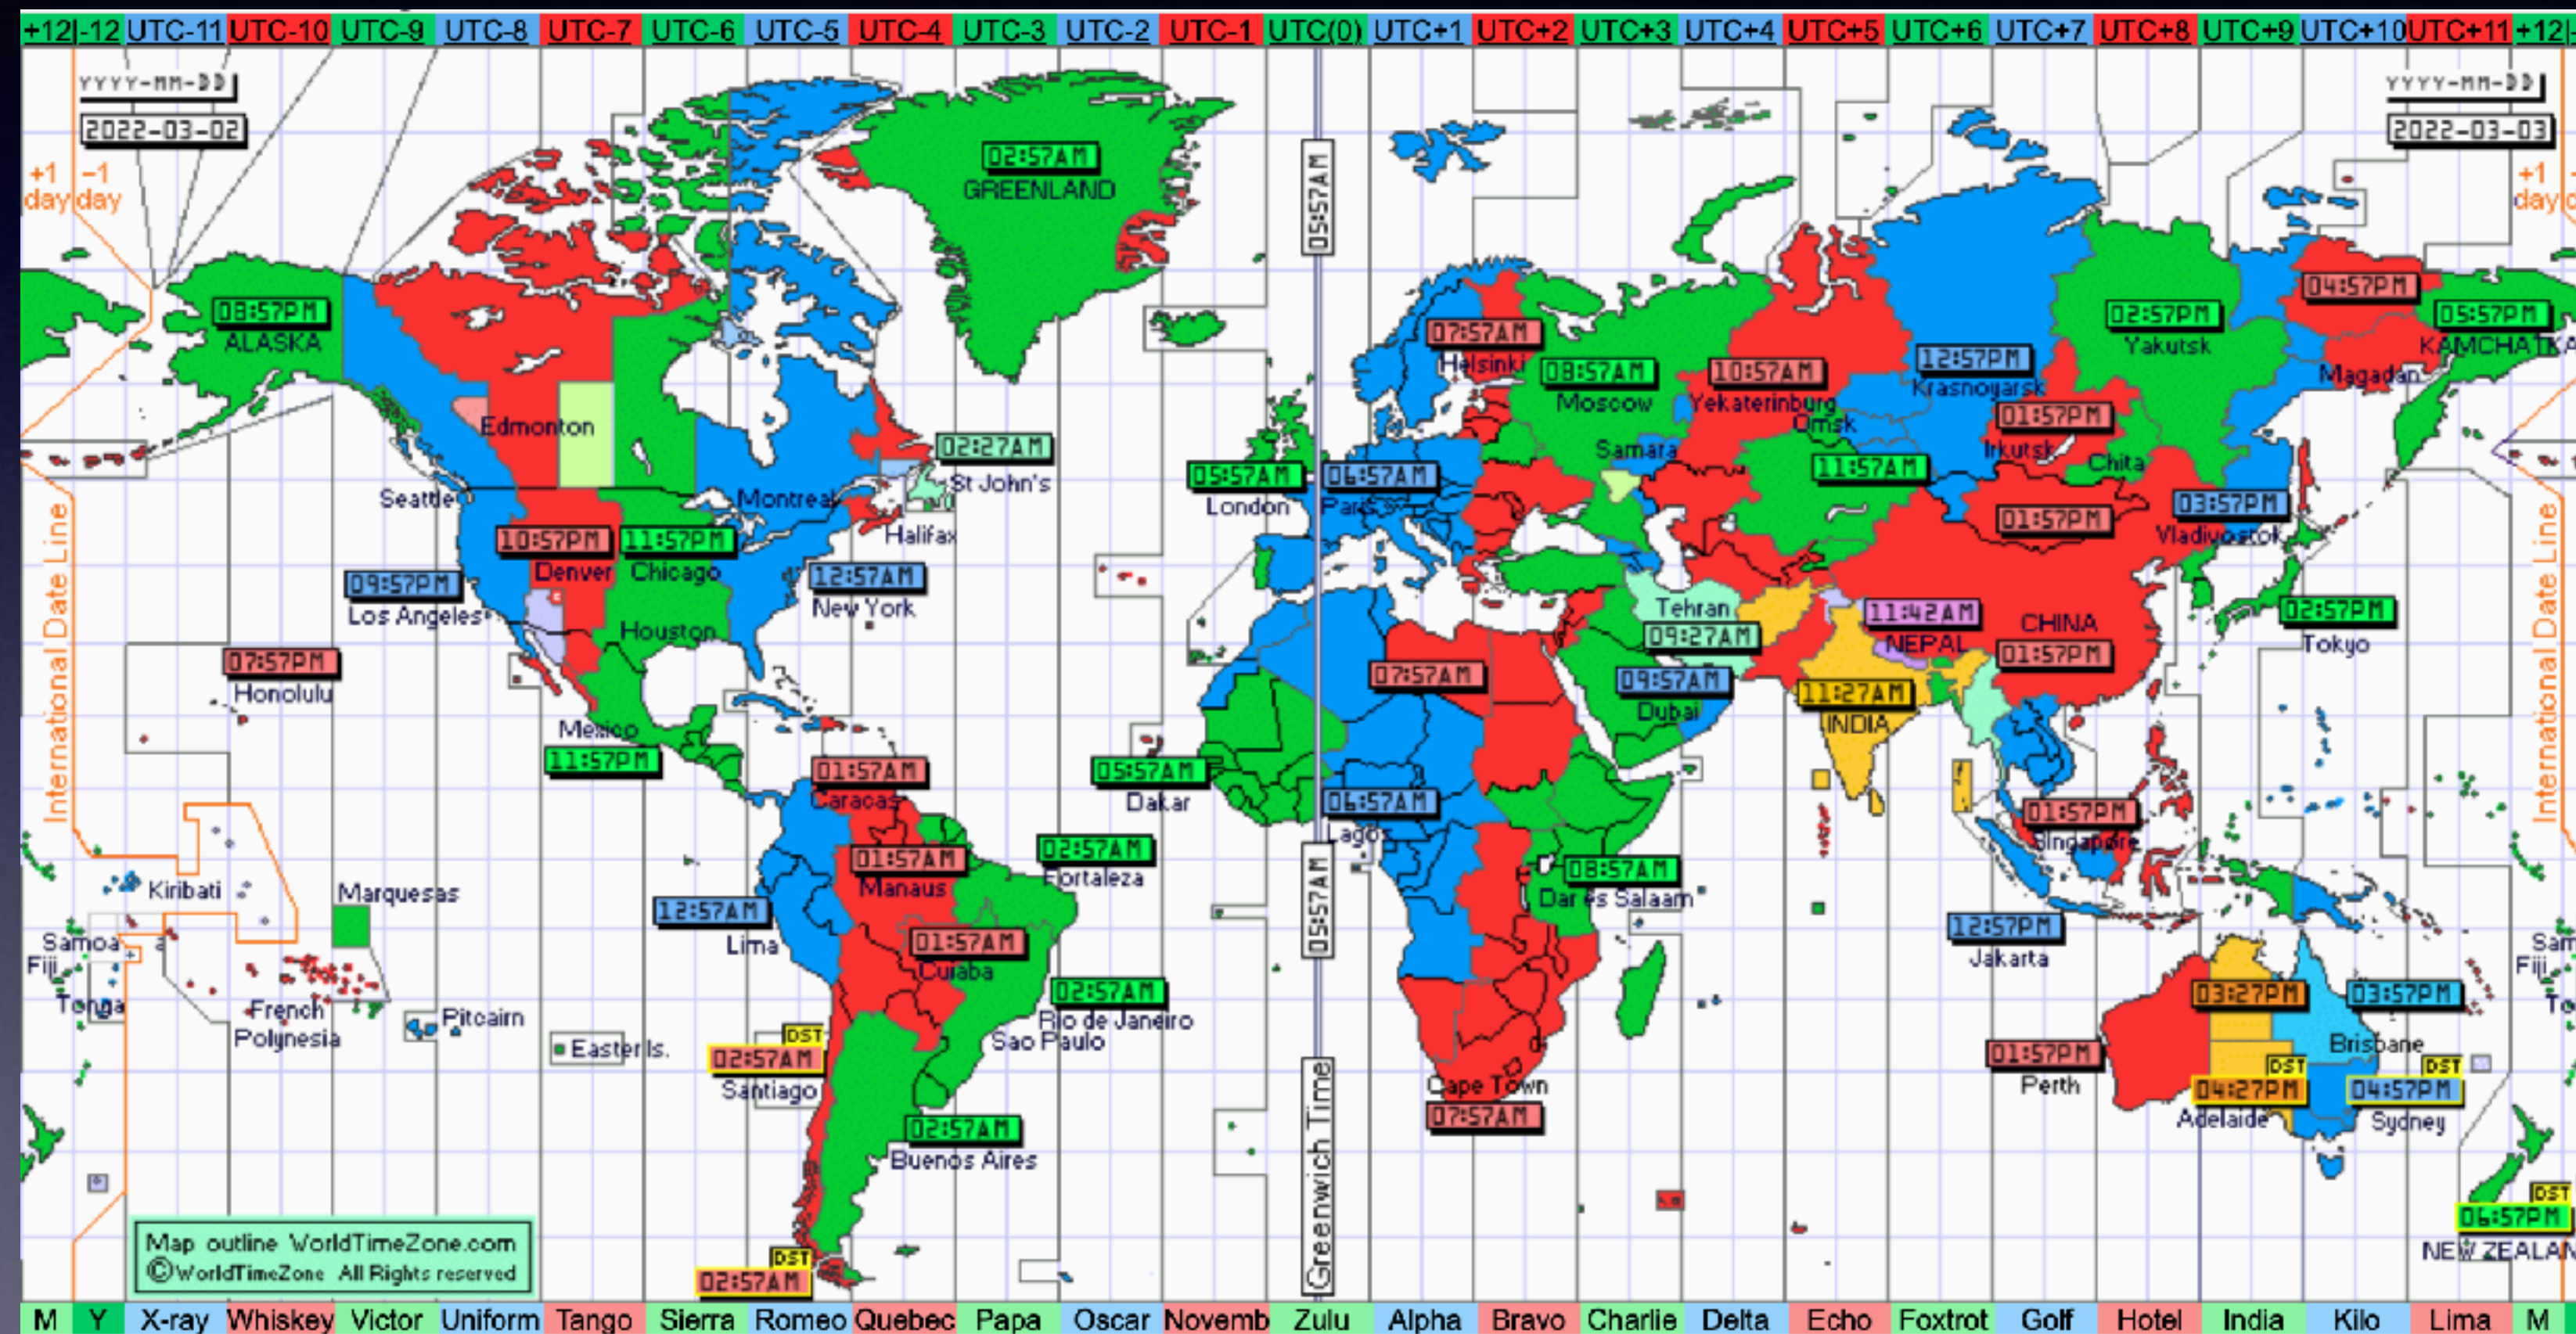 +12|-12 UTC-11 UTC-10 UTC-9 UTC-8 UTC-7 UTC-6 UTC-5 UTC-4 UTC-3 UTC-2 UTC-1 UTC(0) UTC+1 UTC+2 UTC+3 UTC+4 UTC+5 UTC+6 UTC+7 UTC+8 UTC+9 UTC+10 UTC+11 +12|-
YYYY-MM-DD
2022-03-02
YYYY-MM-DD
2022-03-03
+1 -1
day day
+1
day
02:57AM
GREENLAND
05:57AM
08:57PM
ALASKA
04:57PM
Magadan
05:57PM
KAMCHATKA
02:57PM
Yakutsk
07:57AM
Helsinki
08:57AM
Moscow
10:57AM
Yekaterinburg
Omsk
12:57PM
Krasnoyarsk
01:57PM
Irkutsk
Chita
Samara
11:57AM
Edmonton
02:27AM
St John's
05:57AM
London
06:57AM
Paris
Seattle
Montreal
Halifax
01:57PM
03:57PM
Vladivostok
International Date Line
10:57PM
Denver
11:57PM
Chicago
09:57PM
Los Angeles
12:57AM
New York
Houston
Tehran
09:27AM
11:42AM
NEPAL
CHINA
01:57PM
02:57PM
Tokyo
International Date Line
07:57PM
Honolulu
07:57AM
09:57AM
Dubai
11:27AM
INDIA
Mexico
11:57PM
01:57AM
Caracas
05:57AM
Dakar
06:57AM
Lagos
01:57PM
Singapore
01:57AM
Manaus
02:57AM
Fortaleza
05:57AM
08:57AM
Dar es Salaam
Kiribati
Marquesas
12:57AM
Lima
01:57AM
Cuiaba
12:57PM
Jakarta
Samoa
Fiji
Tonga
French
Polynesia
Pitcairn
Easter Is.
02:57AM
Rio de Janeiro
Sao Paulo
03:27PM
03:57PM
Brisbane
Sam
Fiji
To
DST
02:57AM
Santiago
Cape Town
07:57AM
01:57PM
Perth
DST
04:27PM
Adelaide
DST
04:57PM
Sydney
02:57AM
Buenos Aires
Greenwich Time
DST
06:57PM
NEW ZEALAN
DST
02:57AM
Map outline WorldTimeZone.com
©WorldTimeZone All Rights reserved
M Y X-ray Whiskey Victor Uniform Tango Sierra Romeo Quebec Papa Oscar Novemb Zulu Alpha Bravo Charlie Delta Echo Foxtrot Golf Hotel India Kilo Lima M